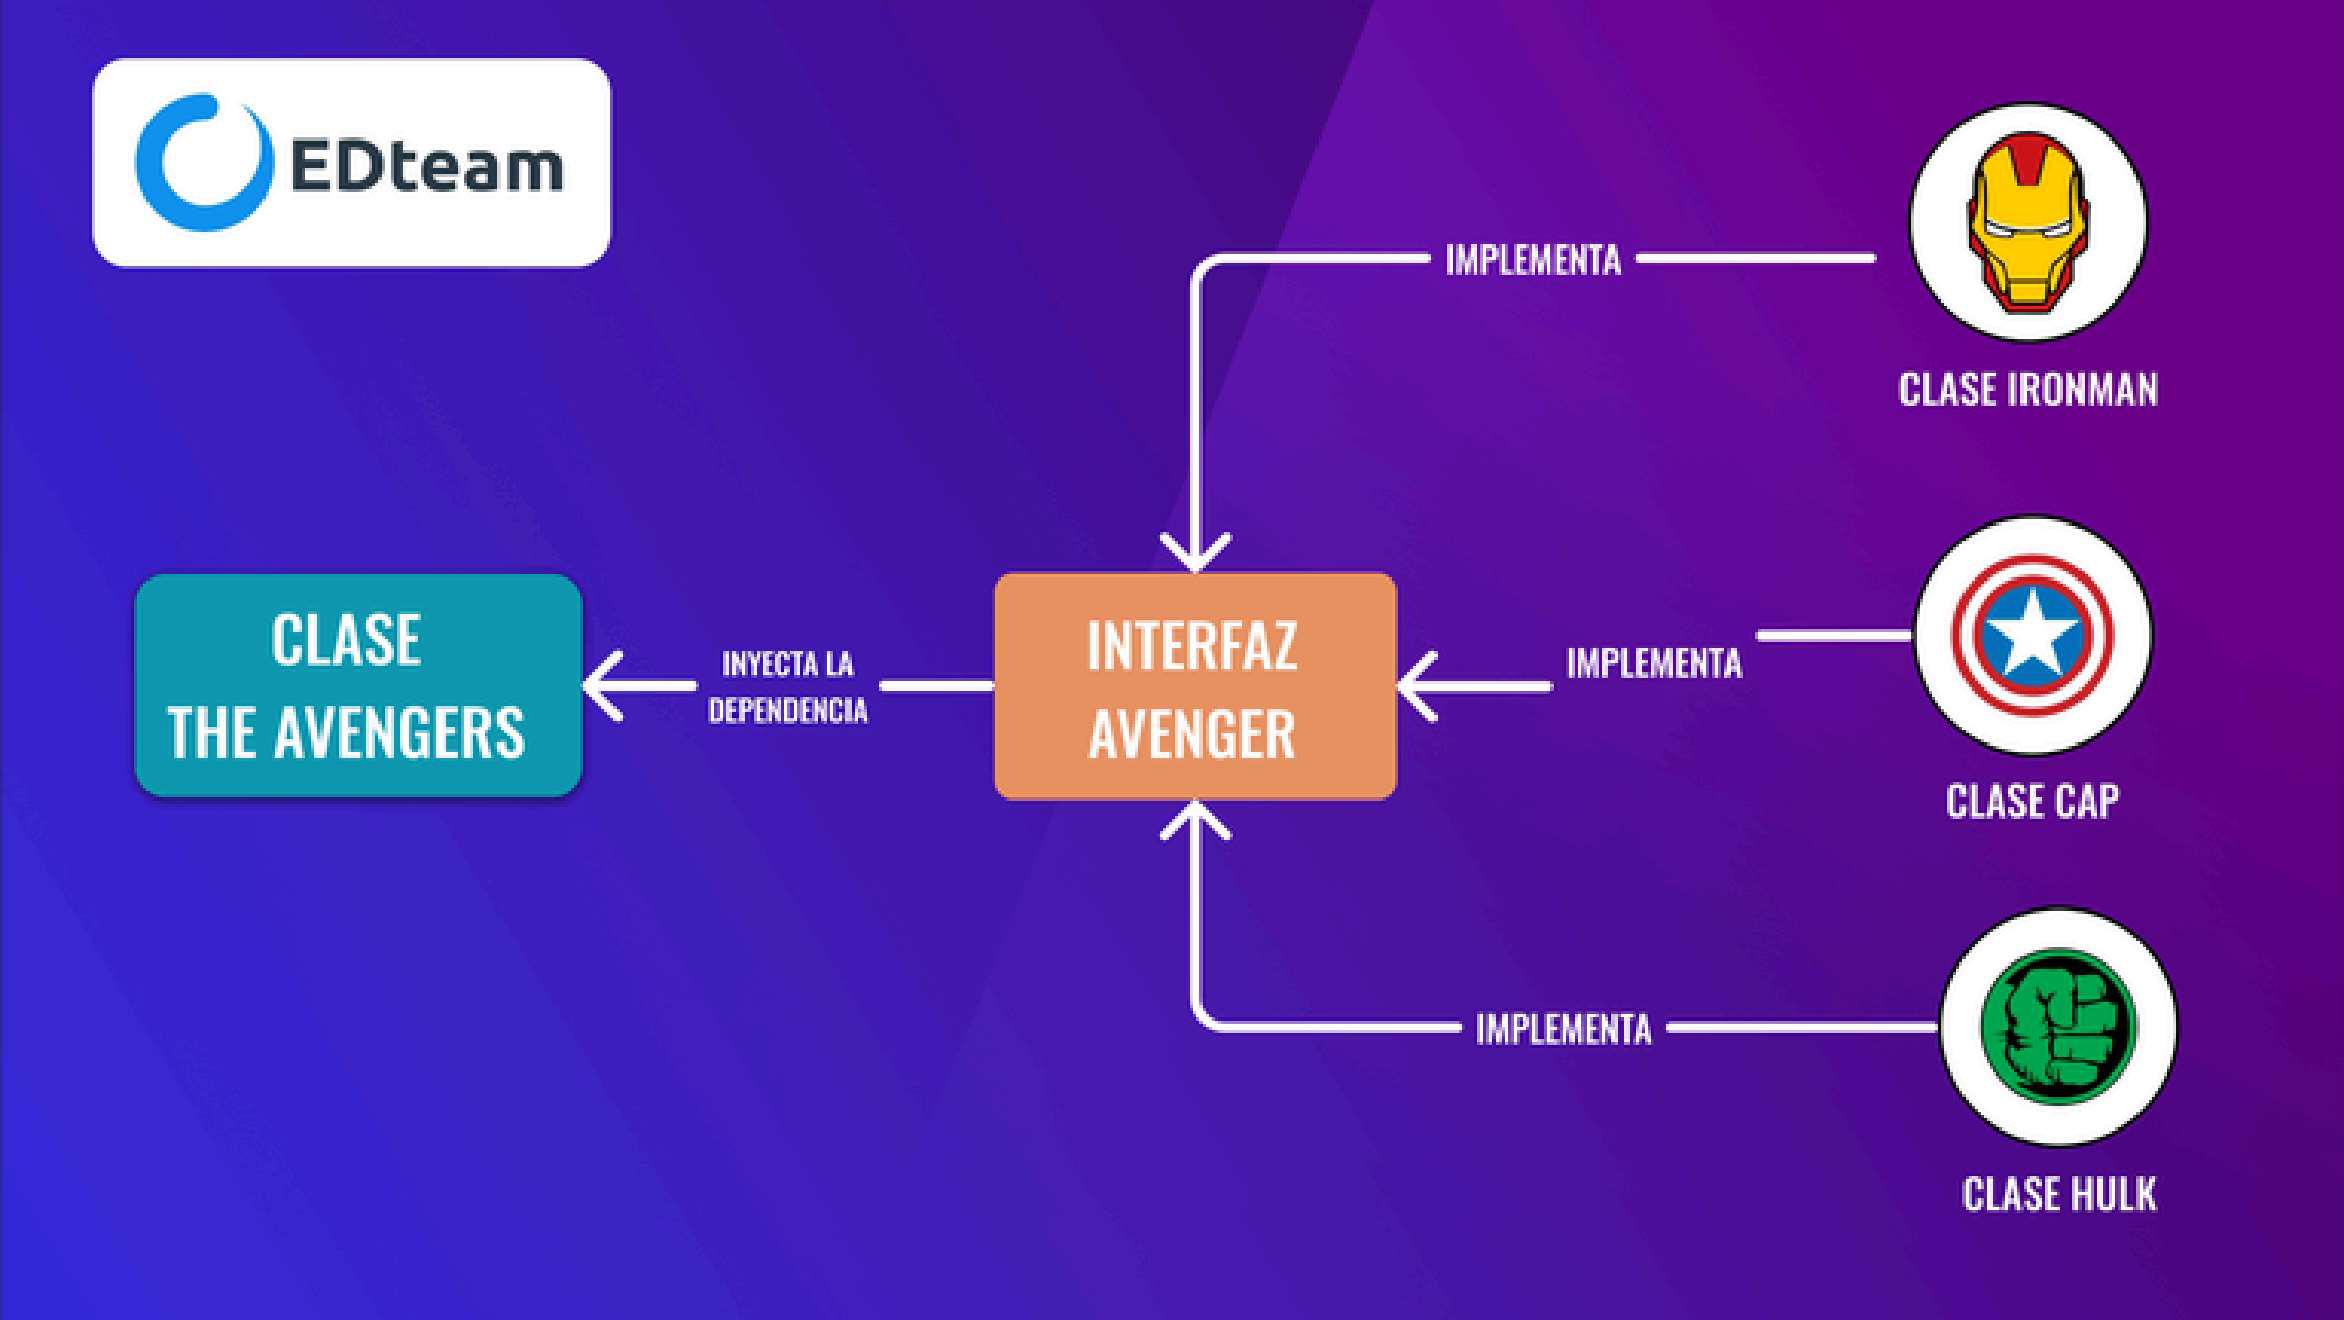 EDteam
IMPLEMENTA
CLASE IRONMAN
CLASE
THE AVENGERS
INYECTA LA
DEPENDENCIA
INTERFAZ
AVENGER
IMPLEMENTA
CLASE CAP
IMPLEMENTA
CLASE HULK